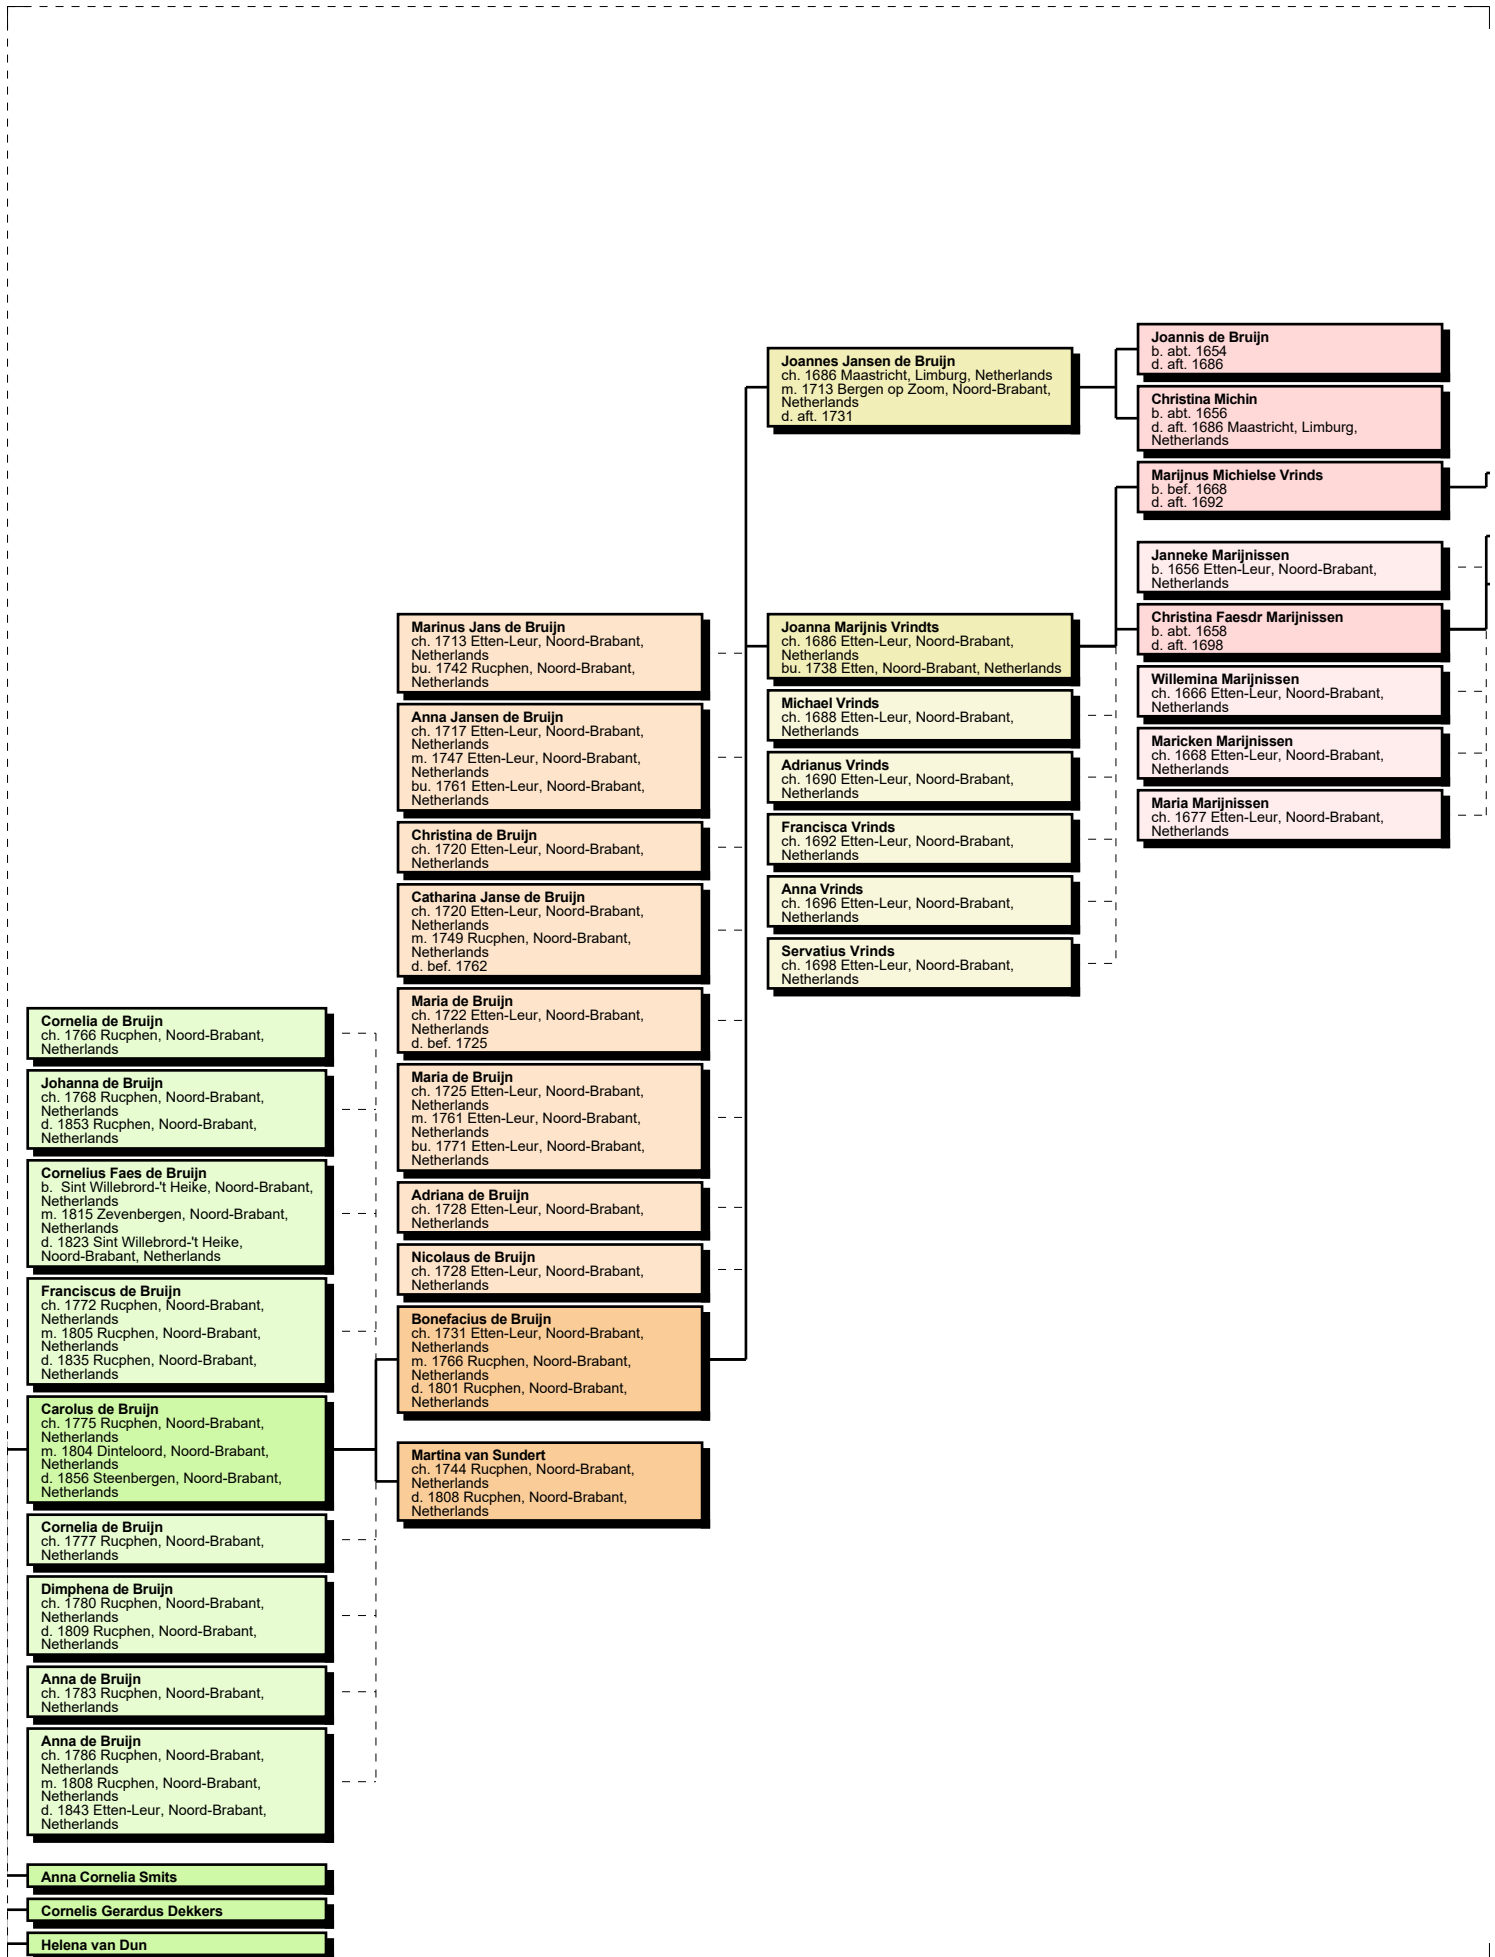 Joannis de Bruijn
b. abt. 1654
d. aft. 1686
Joannes Jansen de Bruijn
ch. 1686 Maastricht, Limburg, Netherlands
m. 1713 Bergen op Zoom, Noord-Brabant,
Netherlands
d. aft. 1731
Christina Michin
b. abt. 1656
d. aft. 1686 Maastricht, Limburg,
Netherlands
Marijnus Michielse Vrinds
b. bef. 1668
d. aft. 1692
Janneke Marijnissen
b. 1656 Etten-Leur, Noord-Brabant,
Netherlands
Christina Faesdr Marijnissen
b. abt. 1658
d. aft. 1698
Willemina Marijnissen
ch. 1666 Etten-Leur, Noord-Brabant,
Netherlands
Maricken Marijnissen
ch. 1668 Etten-Leur, Noord-Brabant,
Netherlands
Maria Marijnissen
ch. 1677 Etten-Leur, Noord-Brabant,
Netherlands
Joanna Marijnis Vrindts
ch. 1686 Etten-Leur, Noord-Brabant,
Netherlands
bu. 1738 Etten, Noord-Brabant, Netherlands
Michael Vrinds
ch. 1688 Etten-Leur, Noord-Brabant,
Netherlands
Adrianus Vrinds
ch. 1690 Etten-Leur, Noord-Brabant,
Netherlands
Francisca Vrinds
ch. 1692 Etten-Leur, Noord-Brabant,
Netherlands
Anna Vrinds
ch. 1696 Etten-Leur, Noord-Brabant,
Netherlands
Servatius Vrinds
ch. 1698 Etten-Leur, Noord-Brabant,
Netherlands
Marinus Jans de Bruijn
ch. 1713 Etten-Leur, Noord-Brabant,
Netherlands
bu. 1742 Rucphen, Noord-Brabant,
Netherlands
Anna Jansen de Bruijn
ch. 1717 Etten-Leur, Noord-Brabant,
Netherlands
m. 1747 Etten-Leur, Noord-Brabant,
Netherlands
bu. 1761 Etten-Leur, Noord-Brabant,
Netherlands
Christina de Bruijn
ch. 1720 Etten-Leur, Noord-Brabant,
Netherlands
Catharina Janse de Bruijn
ch. 1720 Etten-Leur, Noord-Brabant,
Netherlands
m. 1749 Rucphen, Noord-Brabant,
Netherlands
d. bef. 1762
Maria de Bruijn
ch. 1722 Etten-Leur, Noord-Brabant,
Netherlands
d. bef. 1725
Maria de Bruijn
ch. 1725 Etten-Leur, Noord-Brabant,
Netherlands
m. 1761 Etten-Leur, Noord-Brabant,
Netherlands
bu. 1771 Etten-Leur, Noord-Brabant,
Netherlands
Adriana de Bruijn
ch. 1728 Etten-Leur, Noord-Brabant,
Netherlands
Nicolaus de Bruijn
ch. 1728 Etten-Leur, Noord-Brabant,
Netherlands
Bonefacius de Bruijn
ch. 1731 Etten-Leur, Noord-Brabant,
Netherlands
m. 1766 Rucphen, Noord-Brabant,
Netherlands
d. 1801 Rucphen, Noord-Brabant,
Netherlands
Martina van Sundert
ch. 1744 Rucphen, Noord-Brabant,
Netherlands
d. 1808 Rucphen, Noord-Brabant,
Netherlands
Cornelia de Bruijn
ch. 1766 Rucphen, Noord-Brabant,
Netherlands
Johanna de Bruijn
ch. 1768 Rucphen, Noord-Brabant,
Netherlands
d. 1853 Rucphen, Noord-Brabant,
Netherlands
Cornelius Faes de Bruijn
b. Sint Willebrord-'t Heike, Noord-Brabant,
Netherlands
m. 1815 Zevenbergen, Noord-Brabant,
Netherlands
d. 1823 Sint Willebrord-'t Heike,
Noord-Brabant, Netherlands
Franciscus de Bruijn
ch. 1772 Rucphen, Noord-Brabant,
Netherlands
m. 1805 Rucphen, Noord-Brabant,
Netherlands
d. 1835 Rucphen, Noord-Brabant,
Netherlands
Carolus de Bruijn
ch. 1775 Rucphen, Noord-Brabant,
Netherlands
m. 1804 Dinteloord, Noord-Brabant,
Netherlands
d. 1856 Steenbergen, Noord-Brabant,
Netherlands
Cornelia de Bruijn
ch. 1777 Rucphen, Noord-Brabant,
Netherlands
Dimphena de Bruijn
ch. 1780 Rucphen, Noord-Brabant,
Netherlands
d. 1809 Rucphen, Noord-Brabant,
Netherlands
Anna de Bruijn
ch. 1783 Rucphen, Noord-Brabant,
Netherlands
Anna de Bruijn
ch. 1786 Rucphen, Noord-Brabant,
Netherlands
m. 1808 Rucphen, Noord-Brabant,
Netherlands
d. 1843 Etten-Leur, Noord-Brabant,
Netherlands
Anna Cornelia Smits
Cornelis Gerardus Dekkers
Helena van Dun